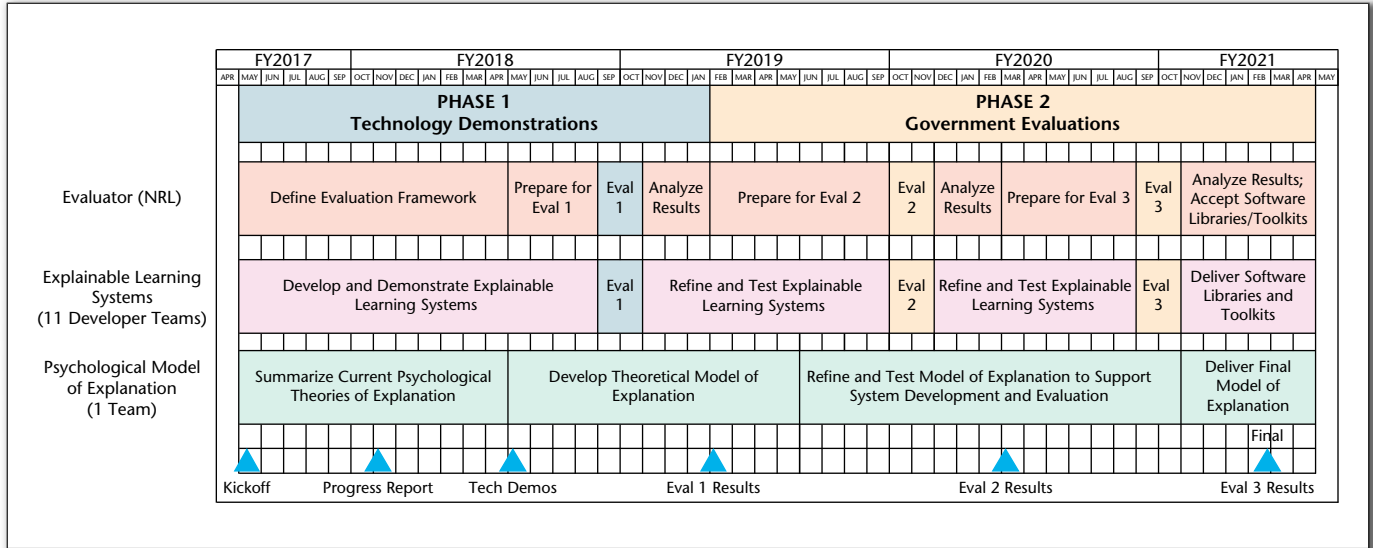 FY2017 FY2018 FY2019 FY2020 FY2021
APR MAY JUN JUL AUG SEP OCT NOV DEC JAN FEB MAR APR MAY JUN JUL AUG SEP OCT NOV DEC JAN FEB MAR APR MAY JUN JUL AUG SEP OCT NOV DEC JAN FEB MAR APR MAY JUN JUL AUG SEP OCT NOV DEC JAN FEB MAR APR MAY
PHASE 1
Technology Demonstrations
PHASE 2
Government Evaluations
Evaluator (NRL)
Define Evaluation Framework
Prepare for
Eval 1
Eval
1
Analyze
Results
Prepare for Eval 2
Eval
2
Analyze
Results
Prepare for Eval 3
Eval
3
Analyze Results;
Accept Software
Libraries/Toolkits
Explainable Learning
Systems
(11 Developer Teams)
Develop and Demonstrate Explainable
Learning Systems
Eval
1
Refine and Test Explainable
Learning Systems
Eval
2
Refine and Test Explainable
Learning Systems
Eval
3
Deliver Software
Libraries and
Toolkits
Psychological Model
of Explanation
(1 Team)
Summarize Current Psychological
Theories of Explanation
Develop Theoretical Model of
Explanation
Refine and Test Model of Explanation to Support
System Development and Evaluation
Deliver Final
Model of
Explanation
Final
Kickoff
Progress Report
Tech Demos
Eval 1 Results
Eval 2 Results
Eval 3 Results